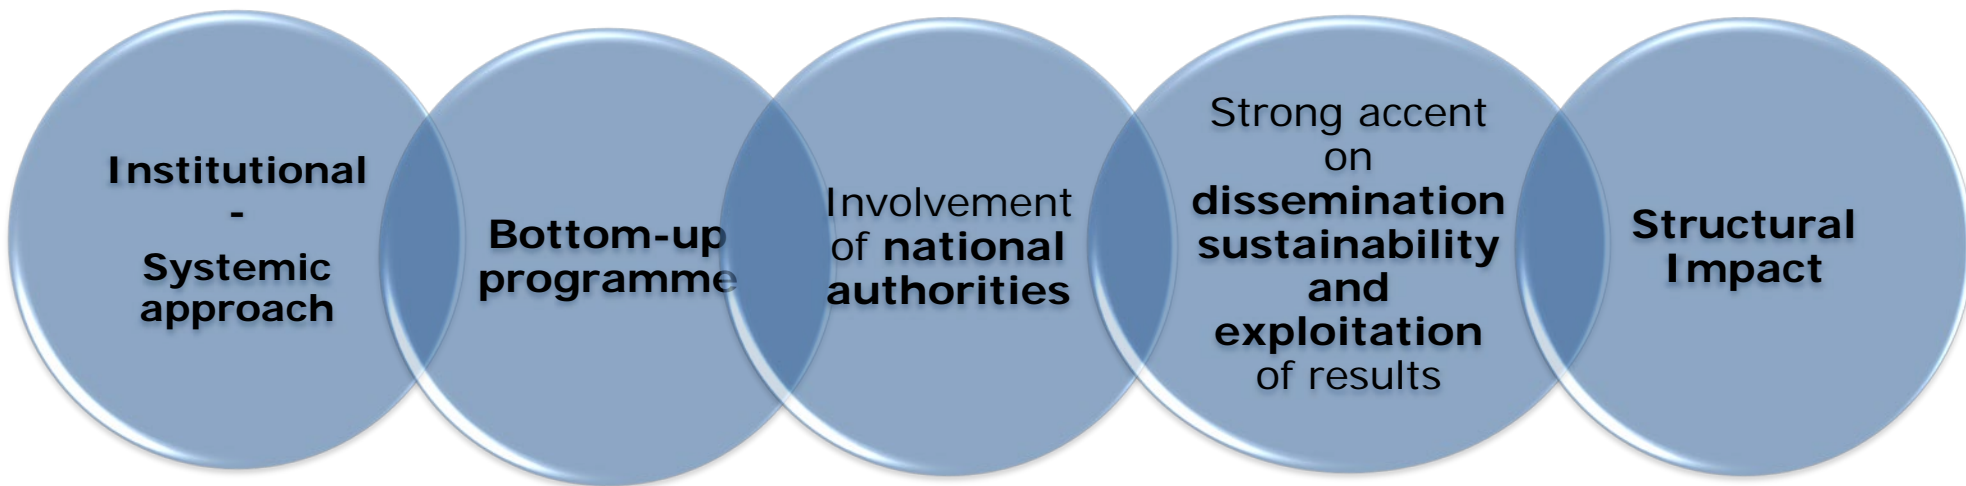 Institutional
-
Systemic
approach
Bottom-up
programme
Involvement
of national
authorities
Strong accent
on
dissemination
sustainability
and
exploitation
of results
Structural
Impact